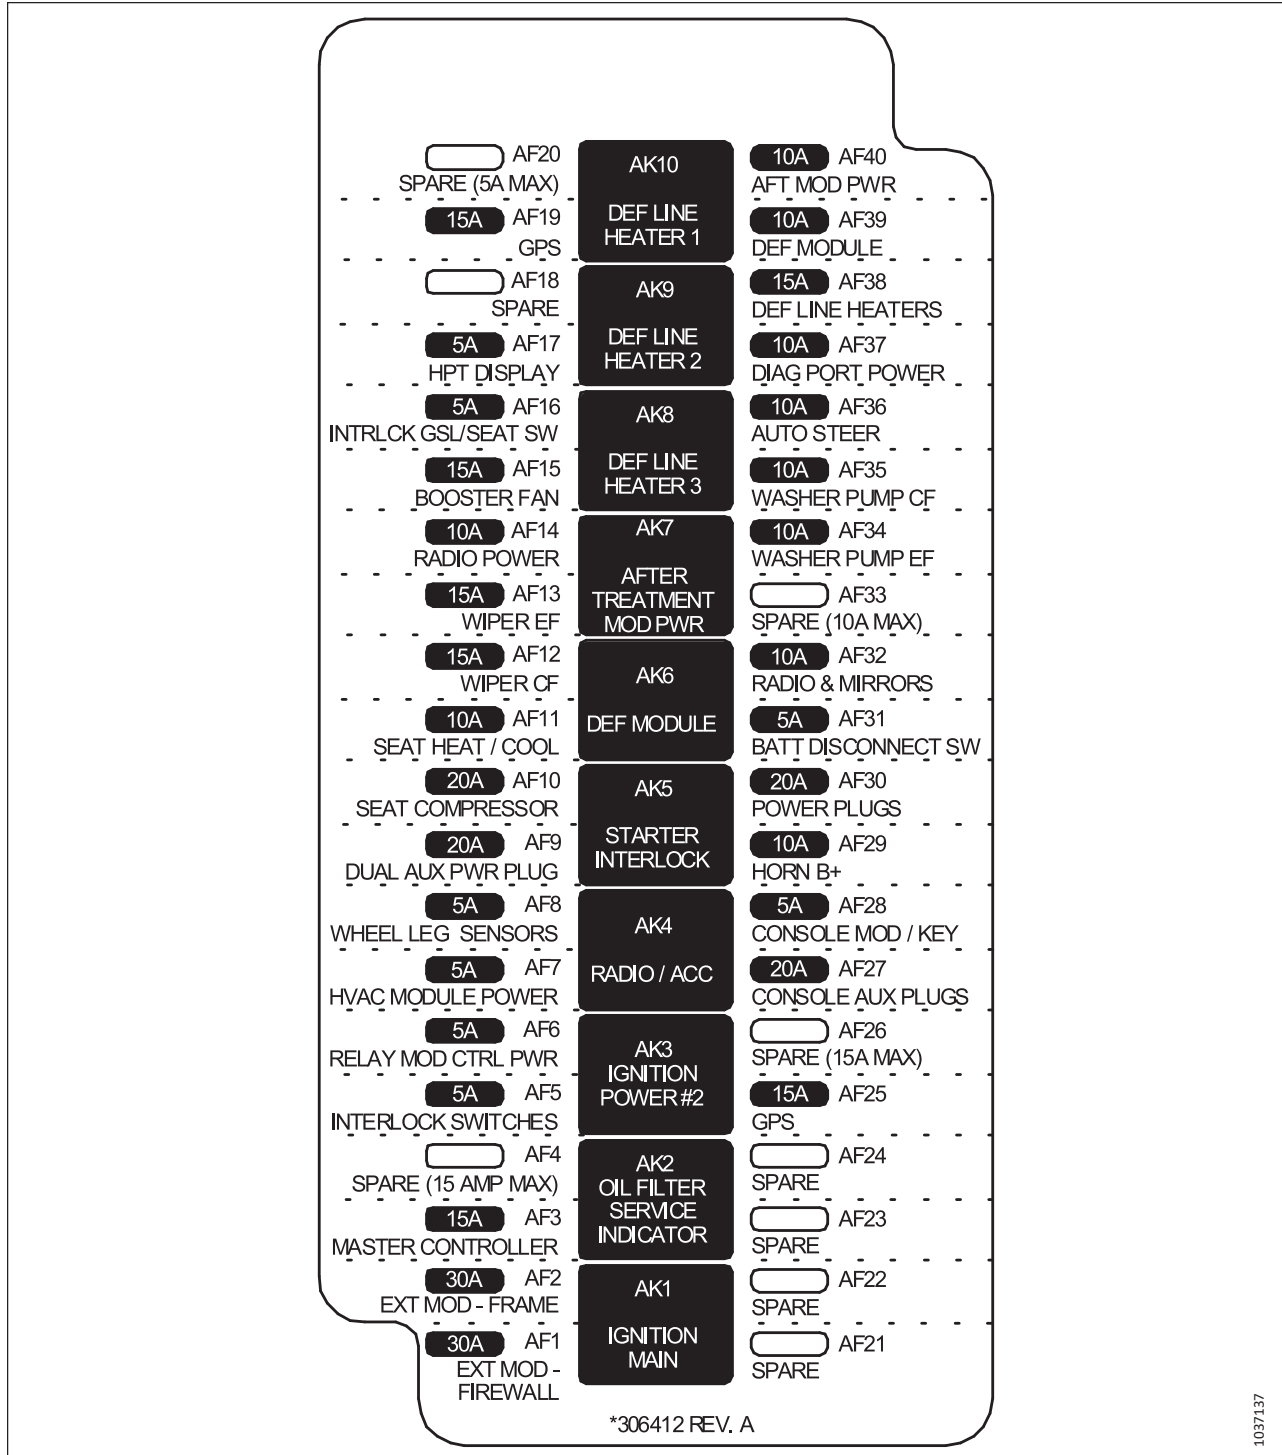 AF20
SPARE (5A MAX)
15A AF19
GPS
AF18
SPARE
5A AF17
HPT DISPLAY
5A AF16
INTRLCK GSL/SEAT SW
15A AF15
BOOSTER FAN
10A AF14
RADIO POWER
15A AF13
WIPER EF
15A AF12
WIPER CF
10A AF11
SEAT HEAT / COOL
20A AF10
SEAT COMPRESSOR
20A AF9
DUAL AUX PWR PLUG
5A AF8
WHEEL LEG SENSORS
5A AF7
HVAC MODULE POWER
5A AF6
RELAY MOD CTRL PWR
5A AF5
INTERLOCK SWITCHES
AF4
SPARE (15 AMP MAX)
15A AF3
MASTER CONTROLLER
30A AF2
EXT MOD - FRAME
30A AF1
EXT MOD -
FIREWALL
AK10
DEF LINE
HEATER 1
AK9
DEF LINE
HEATER 2
AK8
DEF LINE
HEATER 3
AK7
AFTER
TREATMENT
MOD PWR
AK6
DEF MODULE
AK5
STARTER
INTERLOCK
AK4
RADIO / ACC
AK3
IGNITION
POWER #2
AK2
OIL FILTER
SERVICE
INDICATOR
AK1
IGNITION
MAIN
10A AF40
AFT MOD PWR
10A AF39
DEF MODULE
15A AF38
DEF LINE HEATERS
10A AF37
DIAG PORT POWER
10A AF36
AUTO STEER
10A AF35
WASHER PUMP CF
10A AF34
WASHER PUMP EF
AF33
SPARE (10A MAX)
10A AF32
RADIO & MIRRORS
5A AF31
BATT DISCONNECT SW
20A AF30
POWER PLUGS
10A AF29
HORN B+
5A AF28
CONSOLE MOD / KEY
20A AF27
CONSOLE AUX PLUGS
AF26
SPARE (15A MAX)
15A AF25
GPS
AF24
SPARE
AF23
SPARE
AF22
SPARE
AF21
SPARE
*306412 REV. A
1037137